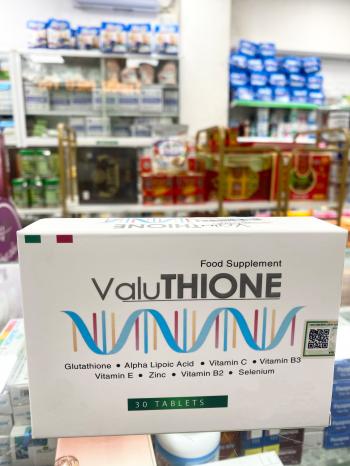 Food Supplement
ValuTHIONE
Glutathione • Alpha Lipoic Acid • Vitamin C • Vitamin B3
Vitamin E • Zinc • Vitamin B2 • Selenium
30 TABLETS